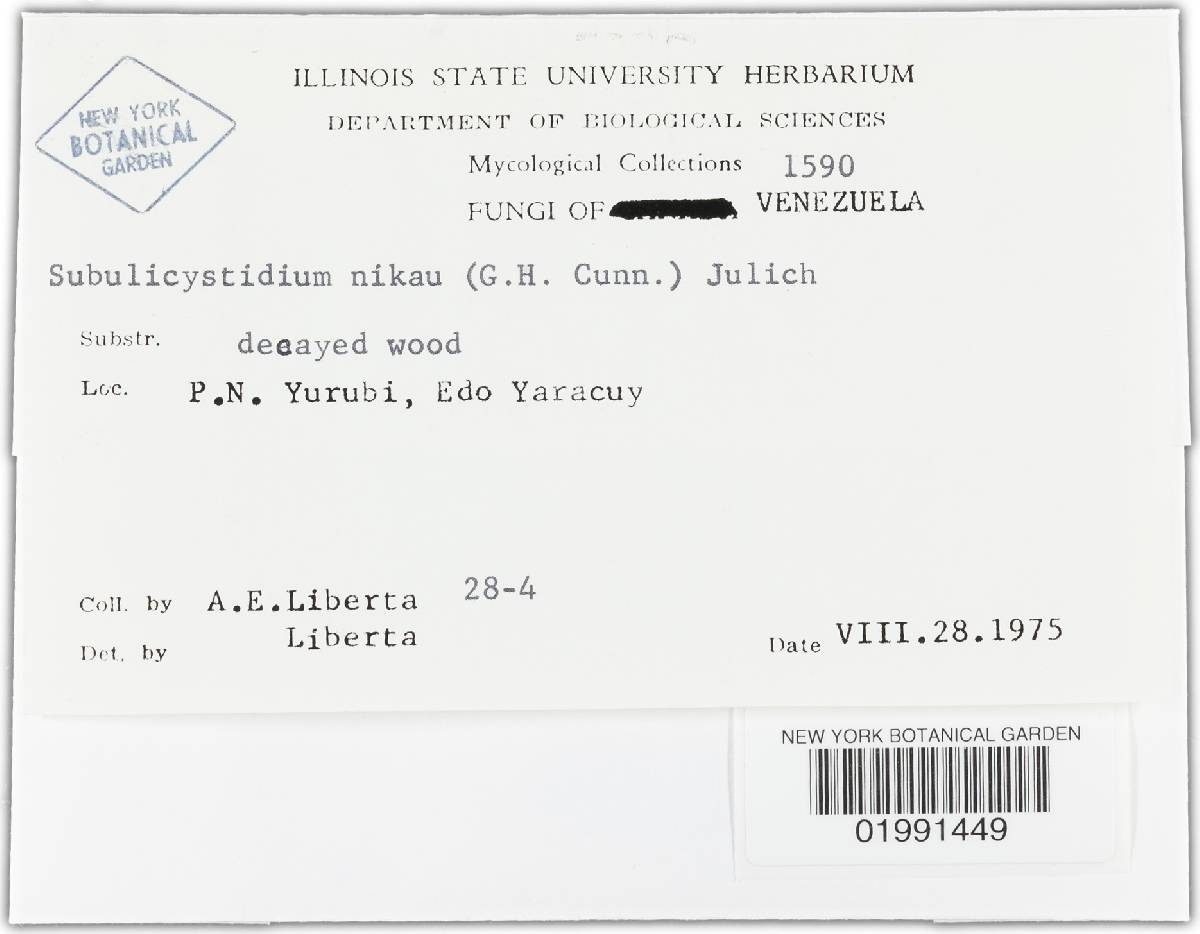 NEW YORK
BOTANICAL
GARDEN
ILLINOIS STATE UNIVERSITY HERBARIUM
DEPARTMENT OF BIOLOGICAL SCIENCES
Mycological Collections 1590
FUNGI OF VENEZUELA
Subulicystidium nikau (G.H. Cunn.) Julich
Substr. decayed wood
Loc. P.N. Yurubi, Edo Yaracuy
Coll. by A.E.Liberta 28-4
Det. by Liberta
Date VIII.28.1975
NEW YORK BOTANICAL GARDEN
01991449